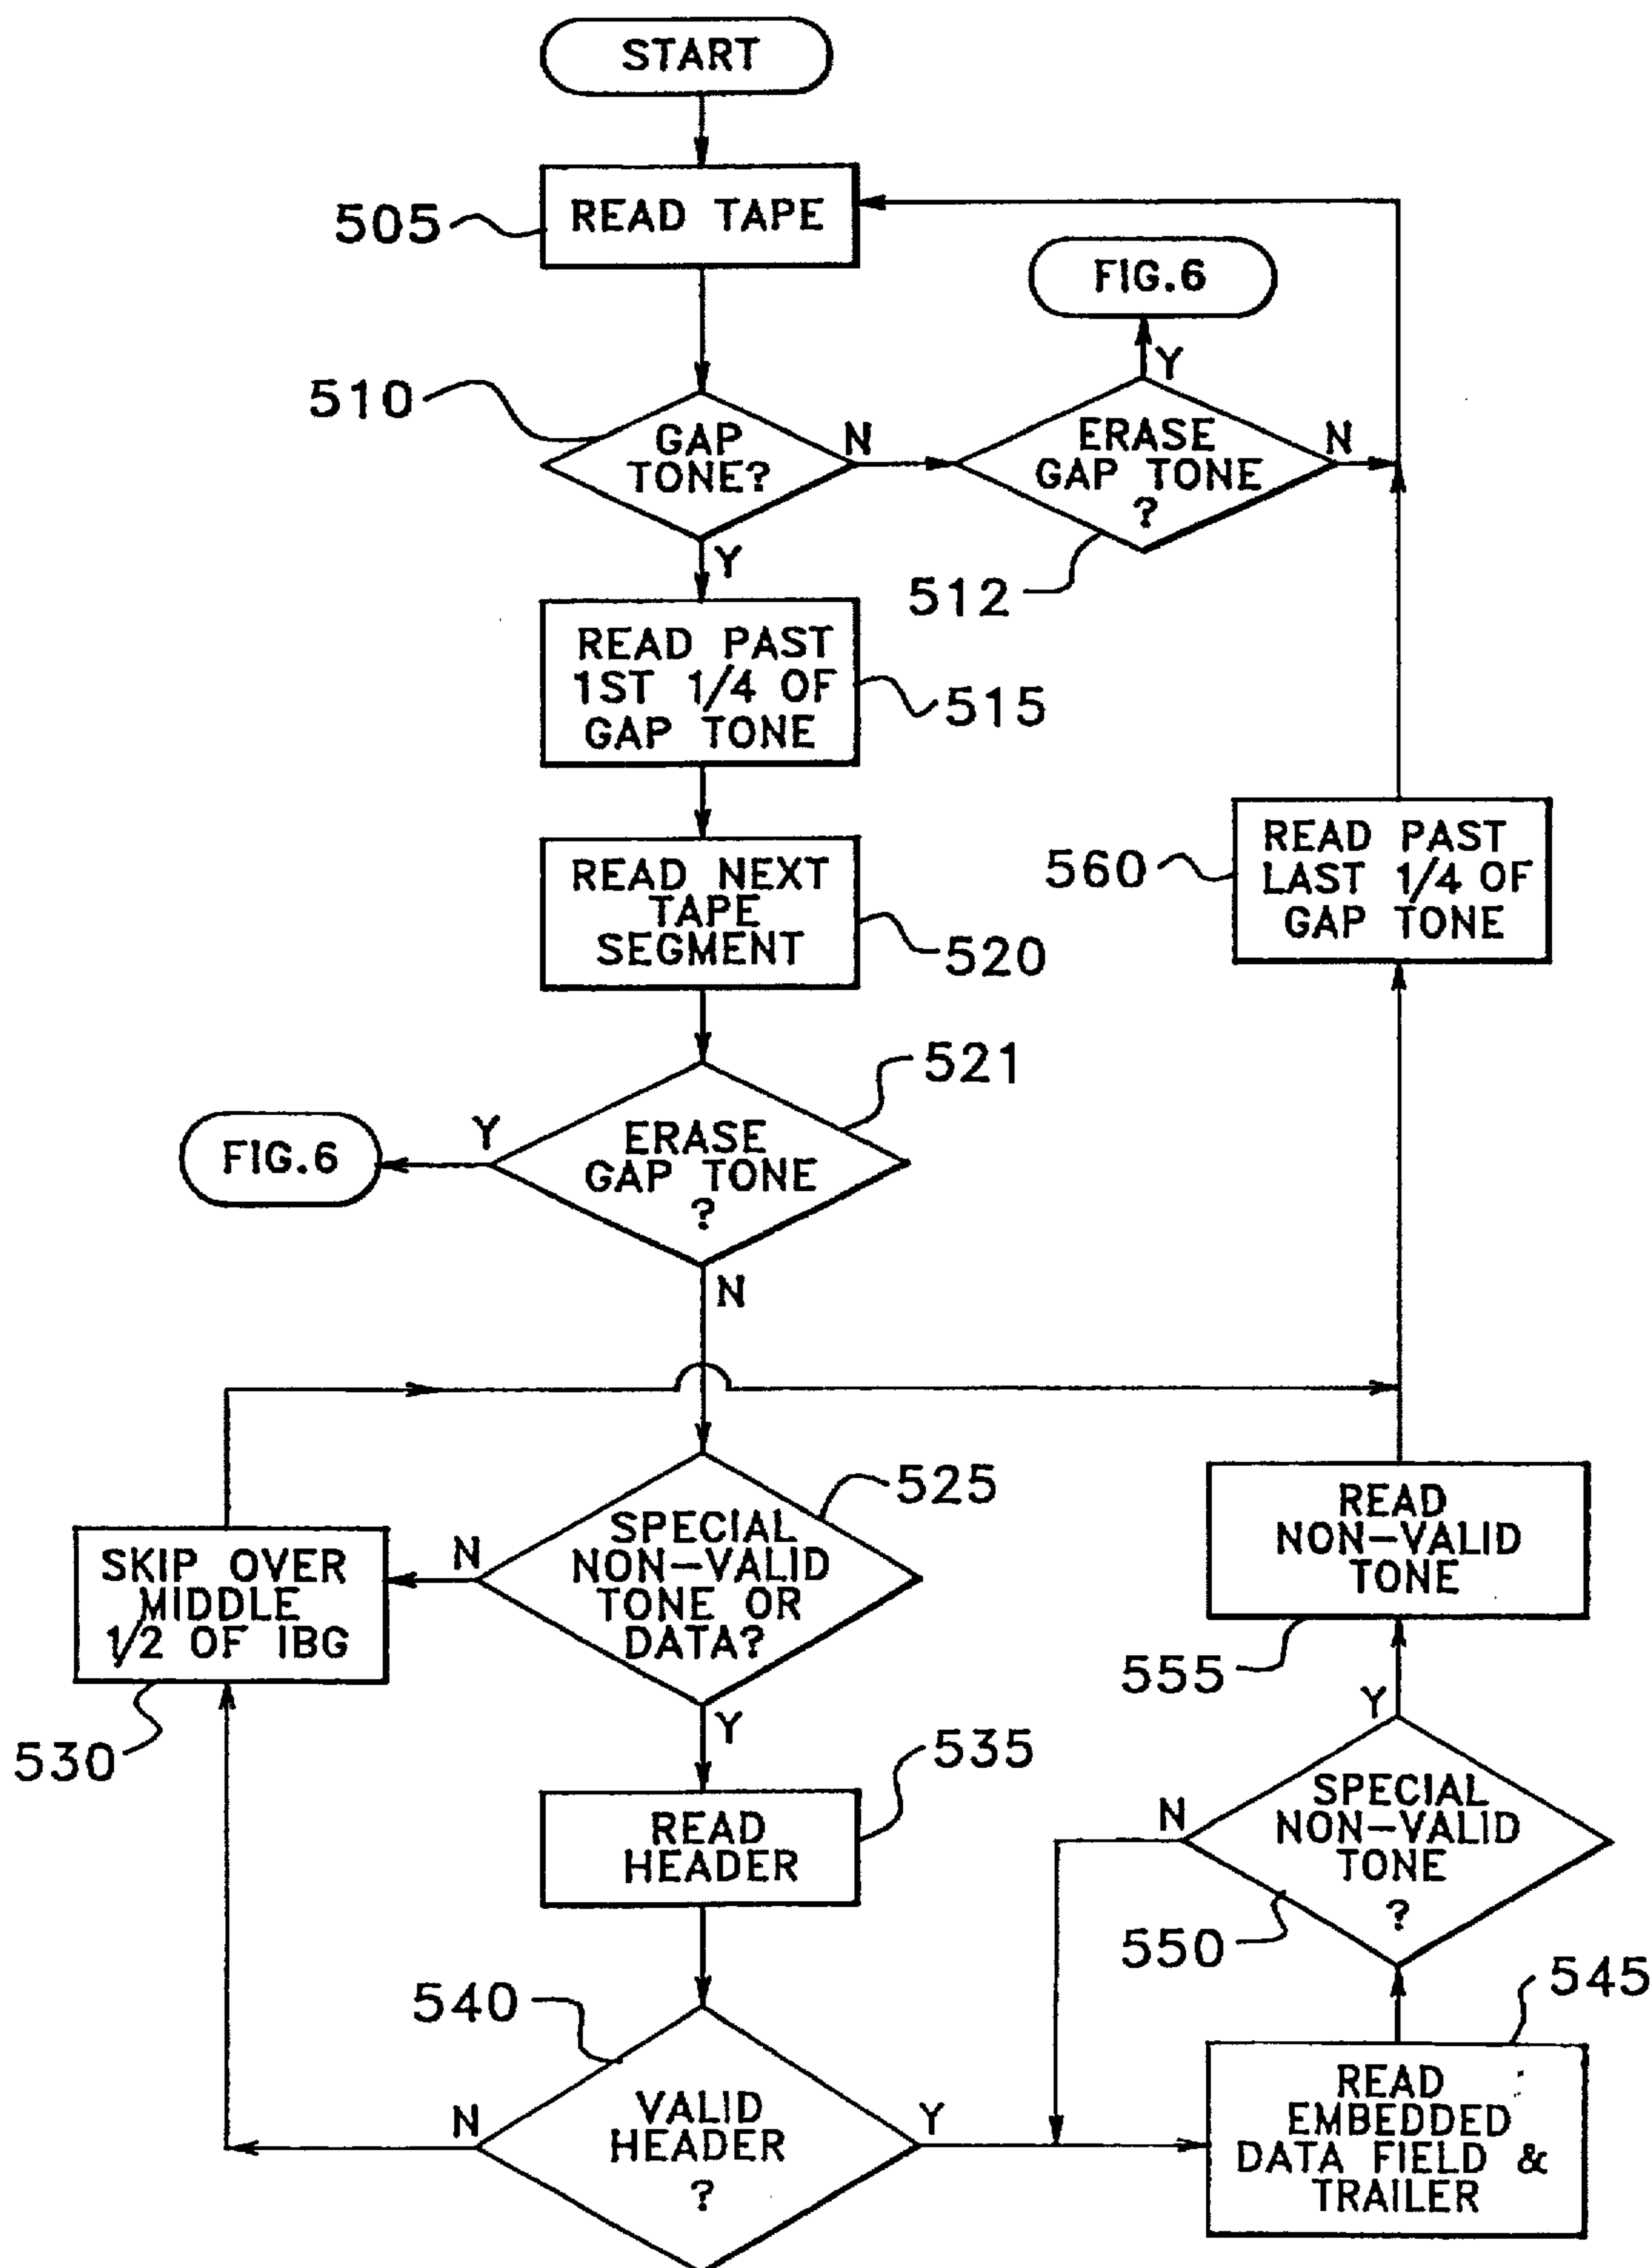 START
READ TAPE
505
FIG.6
Y
510
GAP
TONE?
N
ERASE
GAP TONE
?
N
512
Y
READ PAST
1ST 1/4 OF
GAP TONE
515
READ PAST
LAST 1/4 OF
GAP TONE
560
READ NEXT
TAPE
SEGMENT
520
521
ERASE
GAP TONE
?
Y
FIG.6
N
525
SPECIAL
NON-VALID
TONE OR
DATA?
N
SKIP OVER
MIDDLE
1/2 OF IBG
530
Y
READ
NON-VALID
TONE
555
Y
535
READ
HEADER
SPECIAL
NON-VALID
TONE
?
N
550
545
540
VALID
HEADER
?
N
Y
READ
EMBEDDED
DATA FIELD &
TRAILER